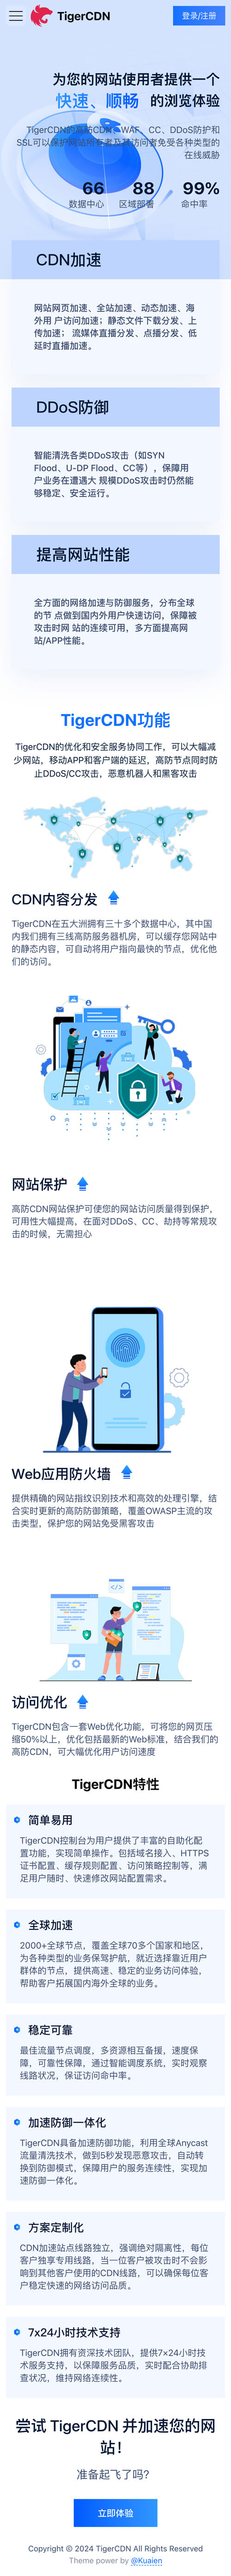 TigerCDN
登录/注册
为您的网站使用者提供一个
快速、顺畅 的浏览体验
TigerCDN的高防CDN、WAF、CC、DDoS防护和
SSL可以保护网站所有者及其访问者免受各种类型的
在线威胁
66 88 99%
数据中心 区域部署 命中率
CDN加速
网站网页加速、全站加速、动态加速、海
外用 户访问加速；静态文件下载分发、上
传加速； 流媒体直播分发、点播分发、低
延时直播加速。
DDoS防御
智能清洗各类DDoS攻击（如SYN
Flood、U-DP Flood、CC等），保障用
户业务在遭遇大 规模DDoS攻击时仍然能
够稳定、安全运行。
提高网站性能
全方面的网络加速与防御服务，分布全球
的节 点做到国内外用户快速访问，保障被
攻击时网 站的连续可用，多方面提高网
站/APP性能。
TigerCDN功能
TigerCDN的优化和安全服务协同工作，可以大幅减
少网站，移动APP和客户端的延迟，高防节点同时防
止DDoS/CC攻击，恶意机器人和黑客攻击
CDN内容分发
TigerCDN在五大洲拥有三十多个数据中心，其中国
内我们拥有三线高防服务器机房，可以缓存您网站中
的静态内容，可自动将用户指向最快的节点，优化他
们的访问。
网站保护
高防CDN网站保护可使您的网站访问质量得到保护，
可用性大幅提高，在面对DDoS、CC、劫持等常规攻
击的时候，无需担心
Web应用防火墙
提供精确的网站指纹识别技术和高效的处理引擎，结
合实时更新的高防防御策略，覆盖OWASP主流的攻
击类型，保护您的网站免受黑客攻击
访问优化
TigerCDN包含一套Web优化功能，可将您的网页压
缩50%以上，优化包括最新的Web标准，结合我们的
高防CDN，可大幅优化用户访问速度
TigerCDN特性
简单易用
TigerCDN控制台为用户提供了丰富的自助化配
置功能，实现简单操作。包括域名接入、HTTPS
证书配置、缓存规则配置、访问策略控制等，满
足用户随时、快速修改网站配置需求。
全球加速
2000+全球节点，覆盖全球70多个国家和地区，
为各种类型的业务保驾护航，就近选择靠近用户
群体的节点，提供高速、稳定的业务访问体验，
帮助客户拓展国内海外全球的业务。
稳定可靠
最佳流量节点调度，多资源相互备援，速度保
障，可靠性保障，通过智能调度系统，实时观察
线路状况，保证访问命中率。
加速防御一体化
TigerCDN具备加速防御功能，利用全球Anycast
流量清洗技术，做到5秒发现恶意攻击，自动转
换到防御模式，保障用户的服务连续性，实现加
速防御一体化。
方案定制化
CDN加速站点线路独立，强调绝对隔离性，每位
客户独享专用线路，当一位客户被攻击时不会影
响到其他客户使用的CDN线路，可以确保每位客
户稳定快速的网络访问品质。
7x24小时技术支持
TigerCDN拥有资深技术团队，提供7×24小时技
术服务支持，以保障服务品质，实时配合协助排
查状况，维持网络连续性。
尝试 TigerCDN 并加速您的网
站！
准备起飞了吗?
立即体验
Copyright © 2024 TigerCDN All Rights Reserved
Theme power by @Kuaien